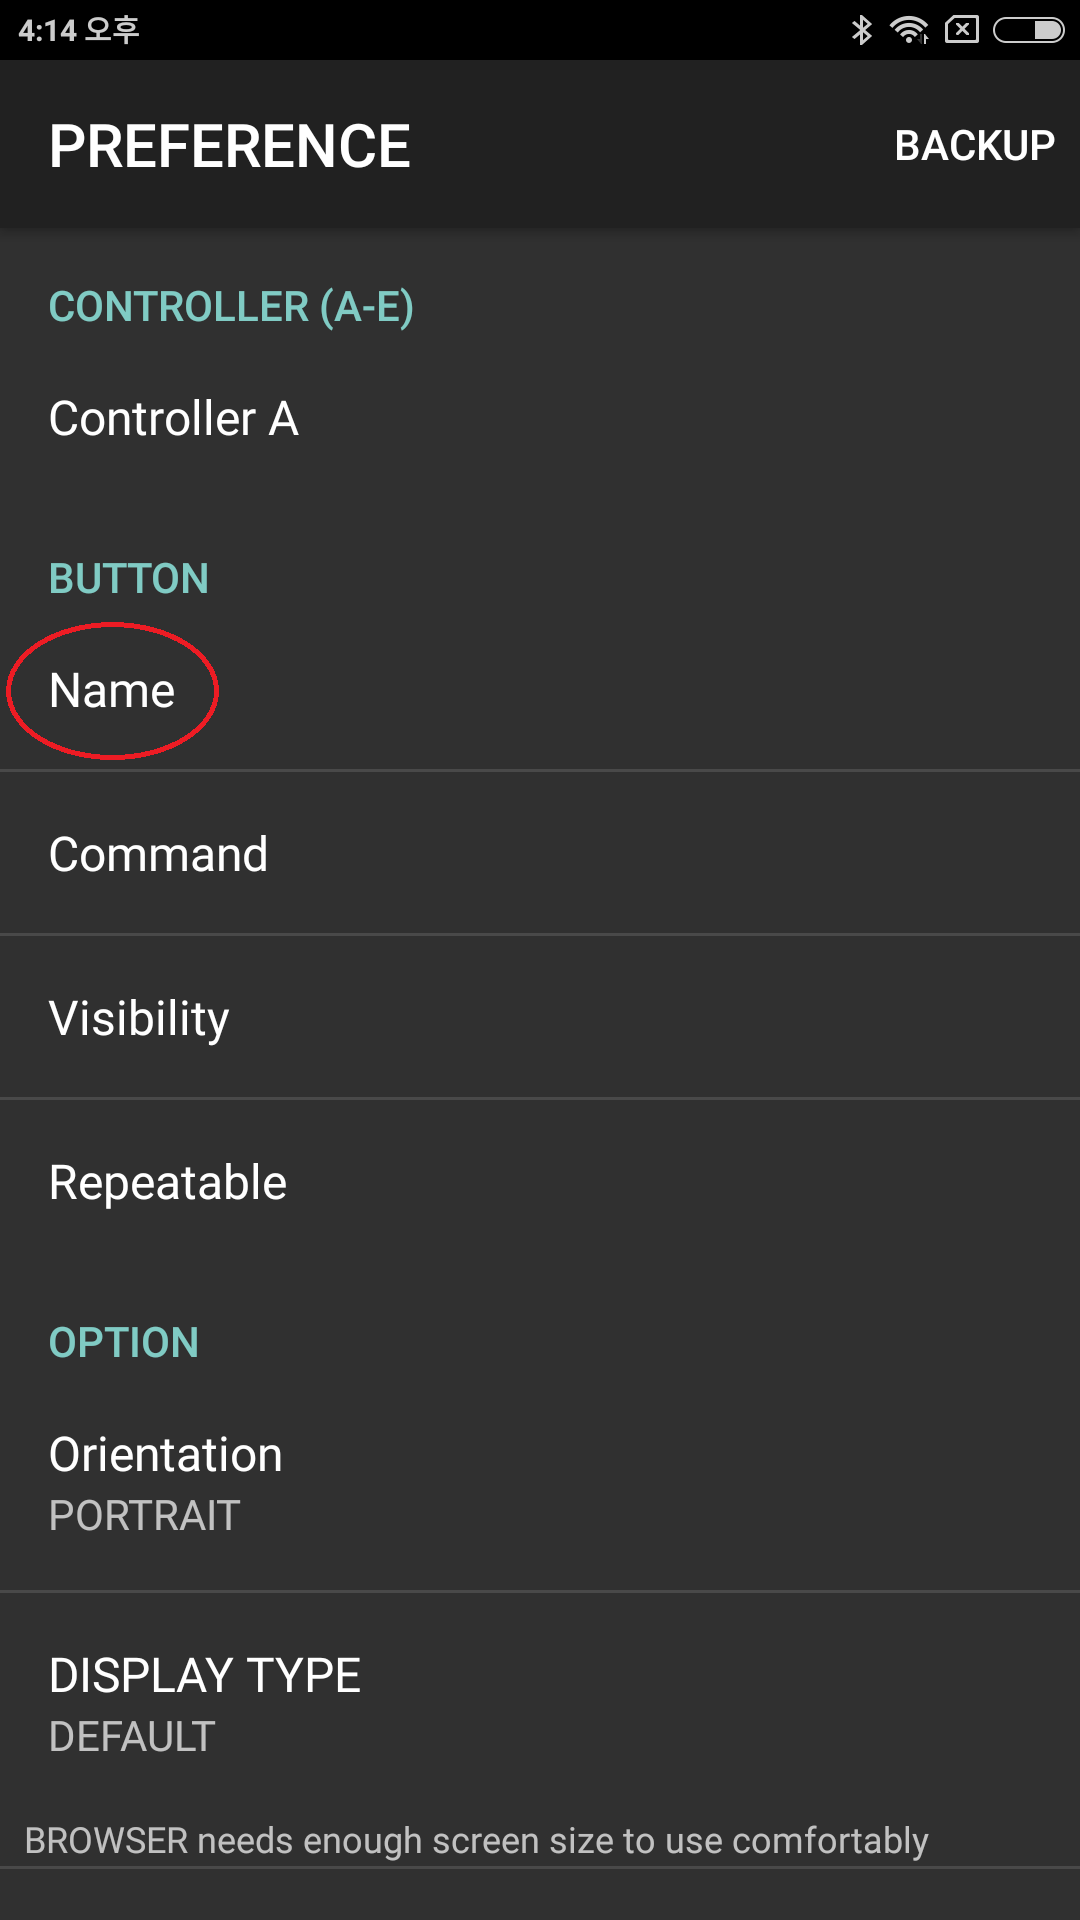 4:14 오후
PREFERENCE
BACKUP
CONTROLLER (A-E)
Controller A
BUTTON
Name
Command
Visibility
Repeatable
OPTION
Orientation
PORTRAIT
DISPLAY TYPE
DEFAULT
BROWSER needs enough screen size to use comfortably